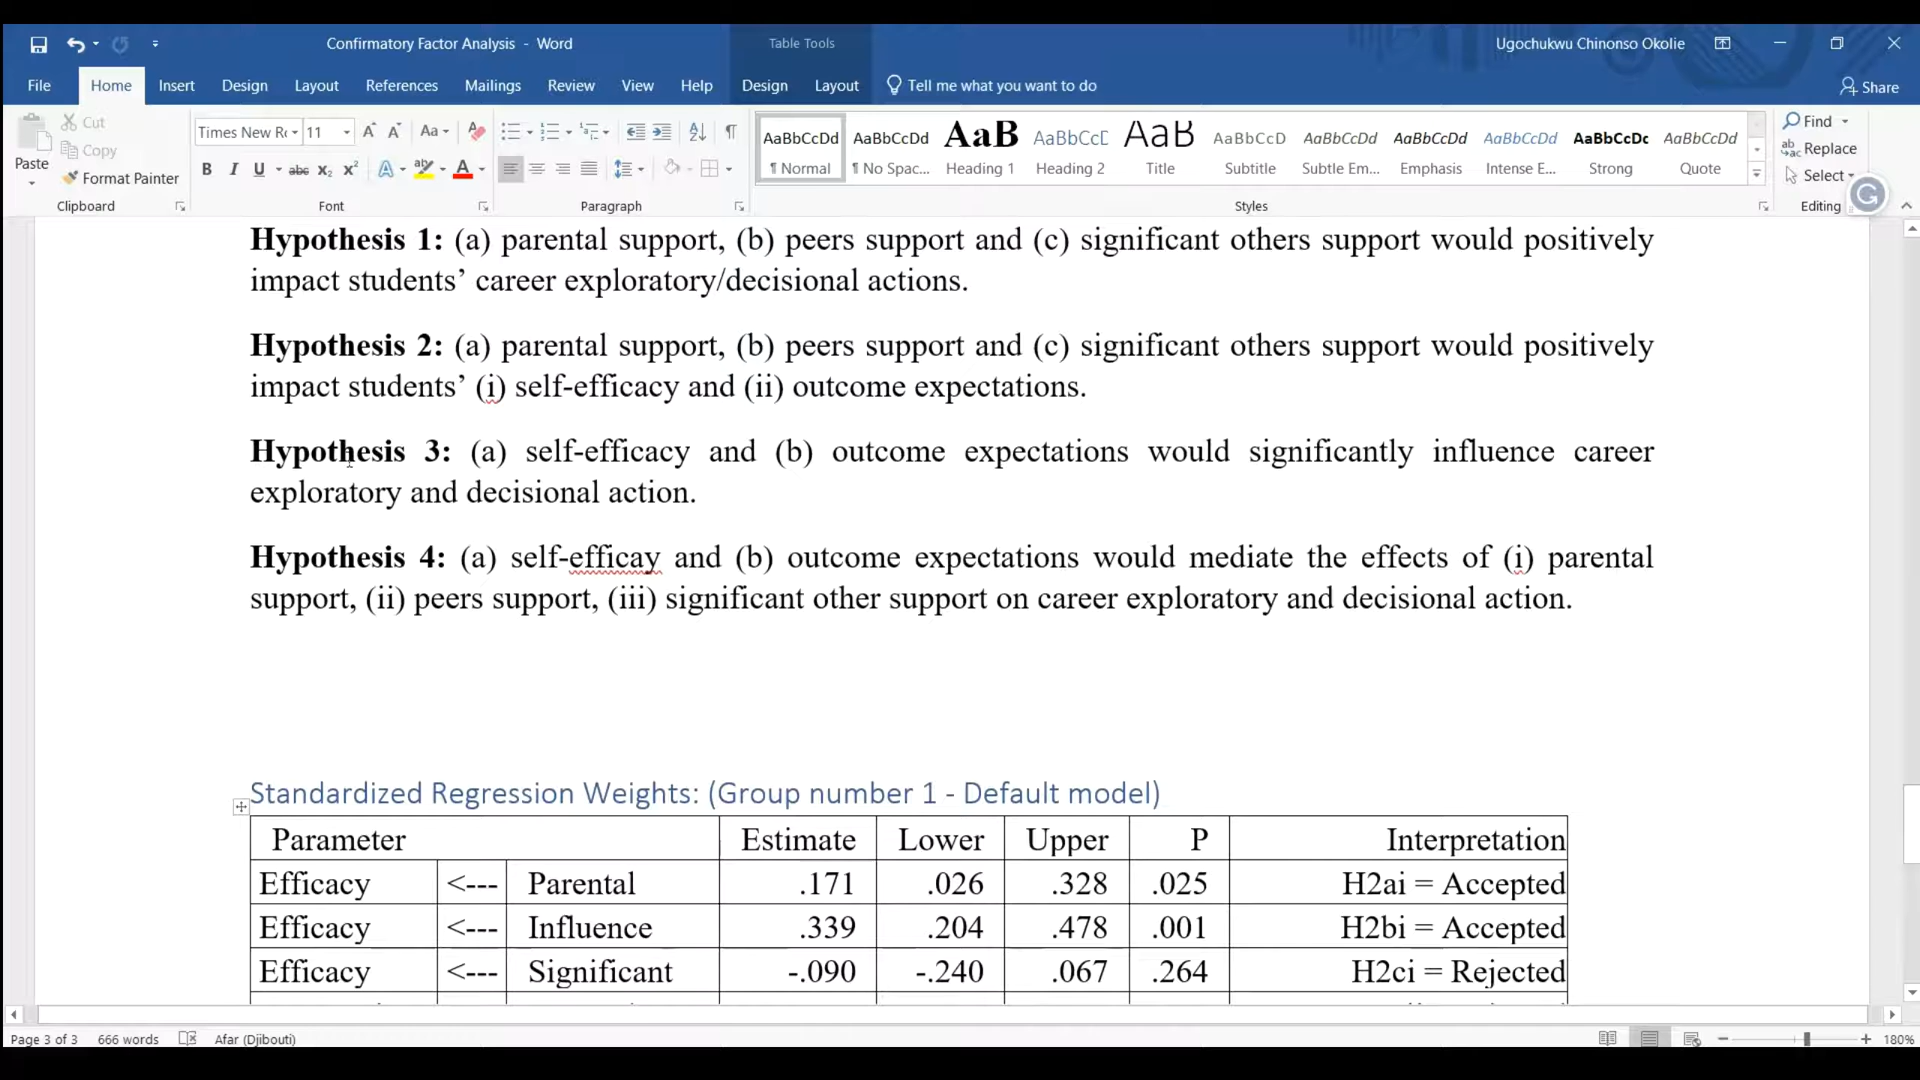 Confirmatory Factor Analysis - Word
Table Tools
Ugochukwu Chinonso Okolie
File Home Insert Design Layout References Mailings Review View Help Design Layout Tell me what you want to do Share
Paste
Cut
Copy
Format Painter
Clipboard
Times New Ro 11
Font
Paragraph
AaBbCcDd AaBbCcDd AaB AaBbCcD AaB AaBbCcD AaBbCcDd AaBbCcDd AaBbCcDd AaBbCcDc AaBbCcDd
¶ Normal ¶ No Spac... Heading 1 Heading 2 Title Subtitle Subtle Em... Emphasis Intense E... Strong Quote
Styles
Find
Replace
Select
Editing
Hypothesis 1: (a) parental support, (b) peers support and (c) significant others support would positively
impact students’ career exploratory/decisional actions.
Hypothesis 2: (a) parental support, (b) peers support and (c) significant others support would positively
impact students’ (i) self-efficacy and (ii) outcome expectations.
Hypothesis 3: (a) self-efficacy and (b) outcome expectations would significantly influence career
exploratory and decisional action.
Hypothesis 4: (a) self-efficay and (b) outcome expectations would mediate the effects of (i) parental
support, (ii) peers support, (iii) significant other support on career exploratory and decisional action.
Standardized Regression Weights: (Group number 1 - Default model)
Parameter Estimate Lower Upper P Interpretation
Efficacy <--- Parental .171 .026 .328 .025 H2ai = Accepted
Efficacy <--- Influence .339 .204 .478 .001 H2bi = Accepted
Efficacy <--- Significant -.090 -.240 .067 .264 H2ci = Rejected
Page 3 of 3 666 words Afar (Djibouti) 180%